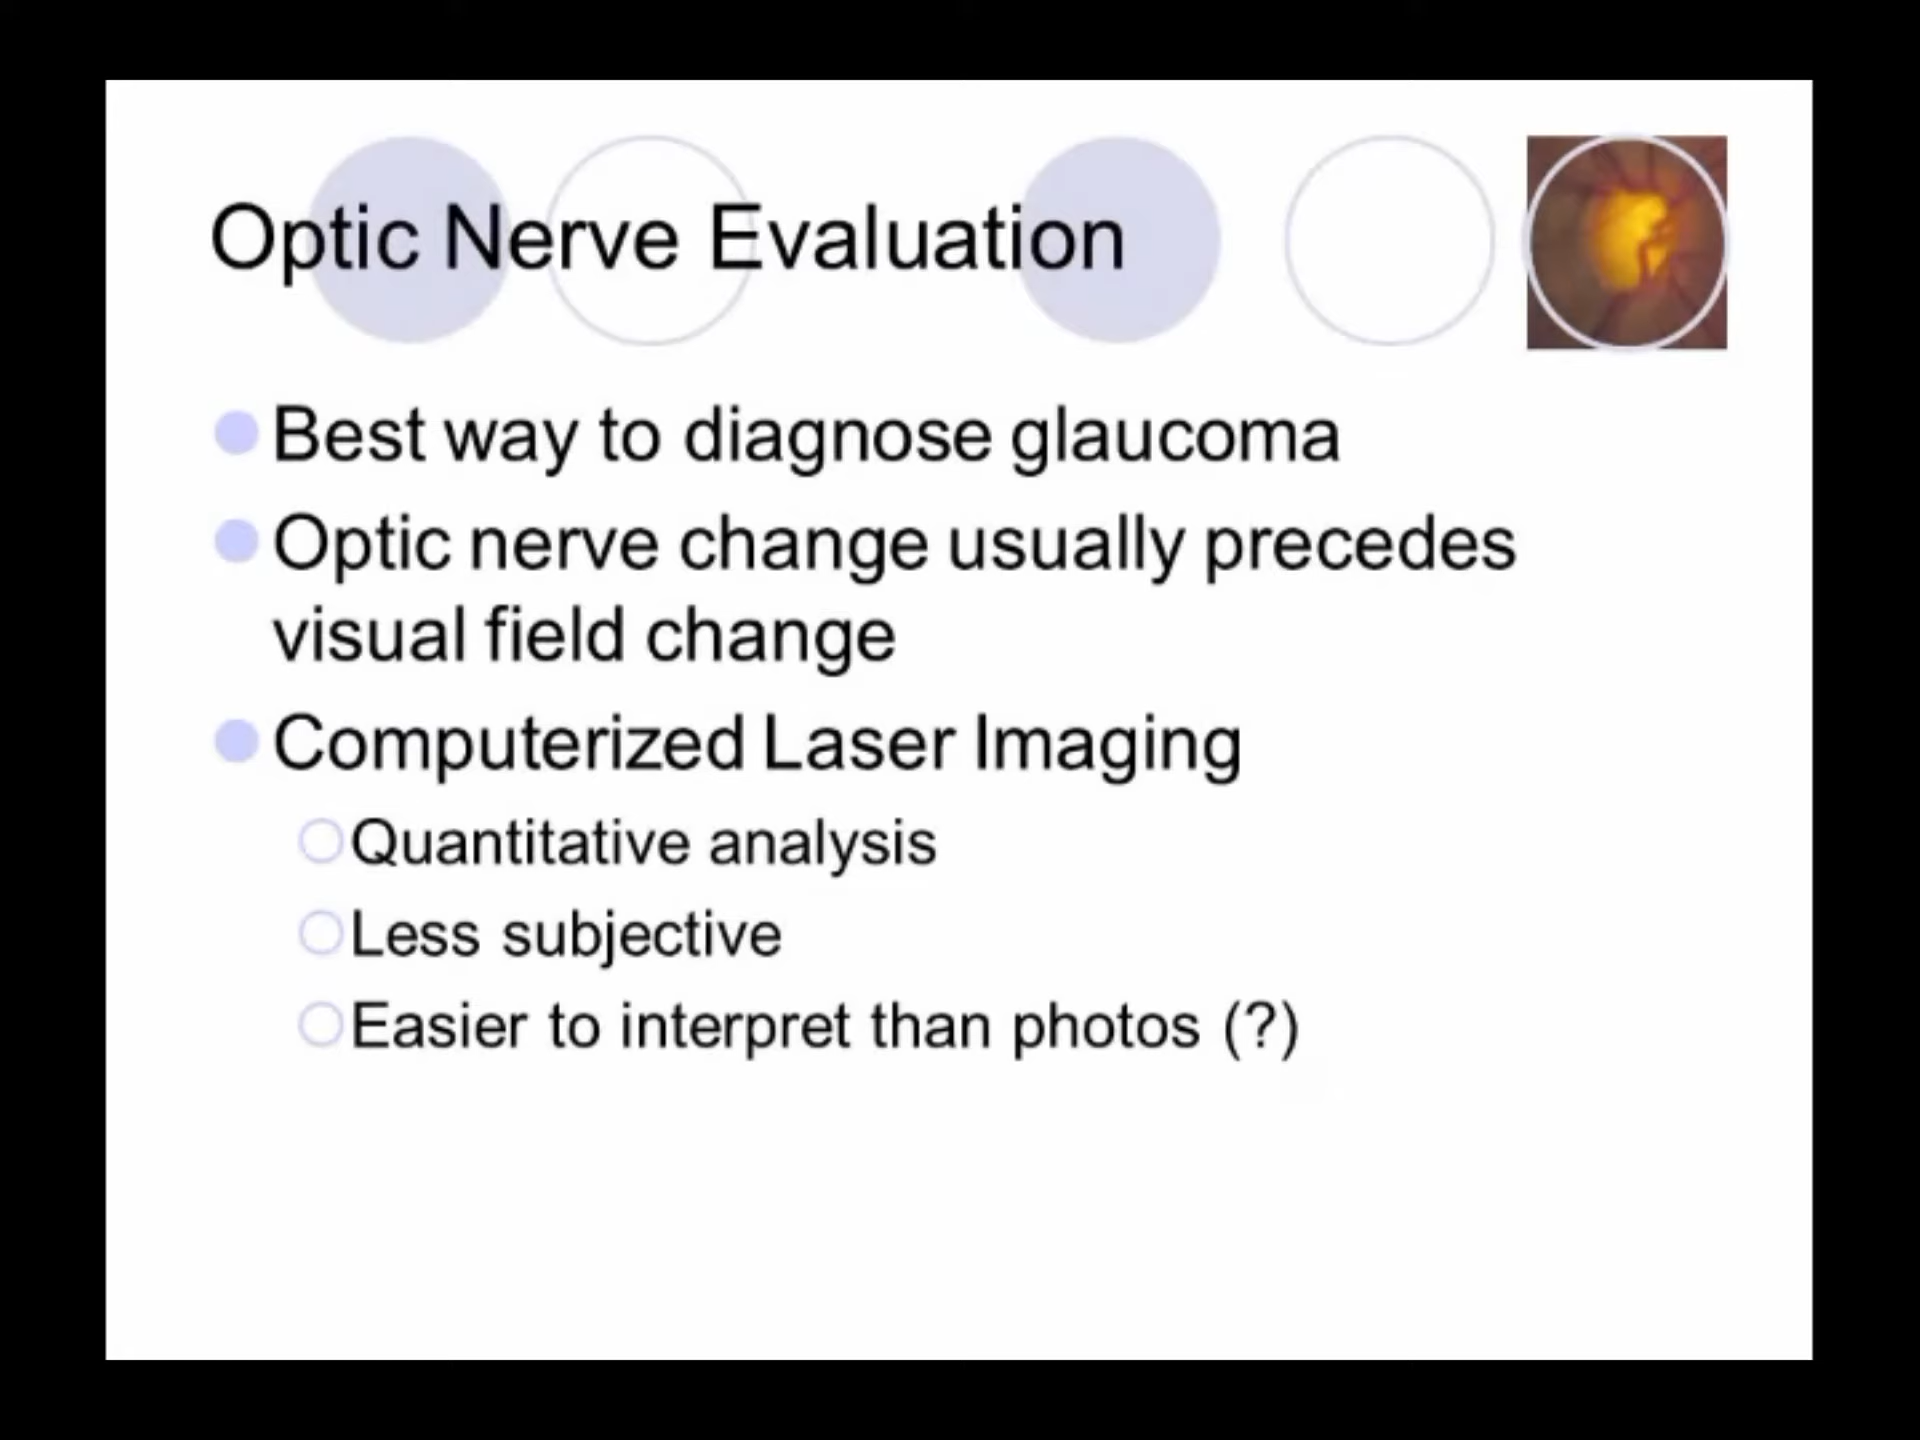 Optic Nerve Evaluation
Best way to diagnose glaucoma
Optic nerve change usually precedes
visual field change
Computerized Laser Imaging
Quantitative analysis
Less subjective
Easier to interpret than photos (?)